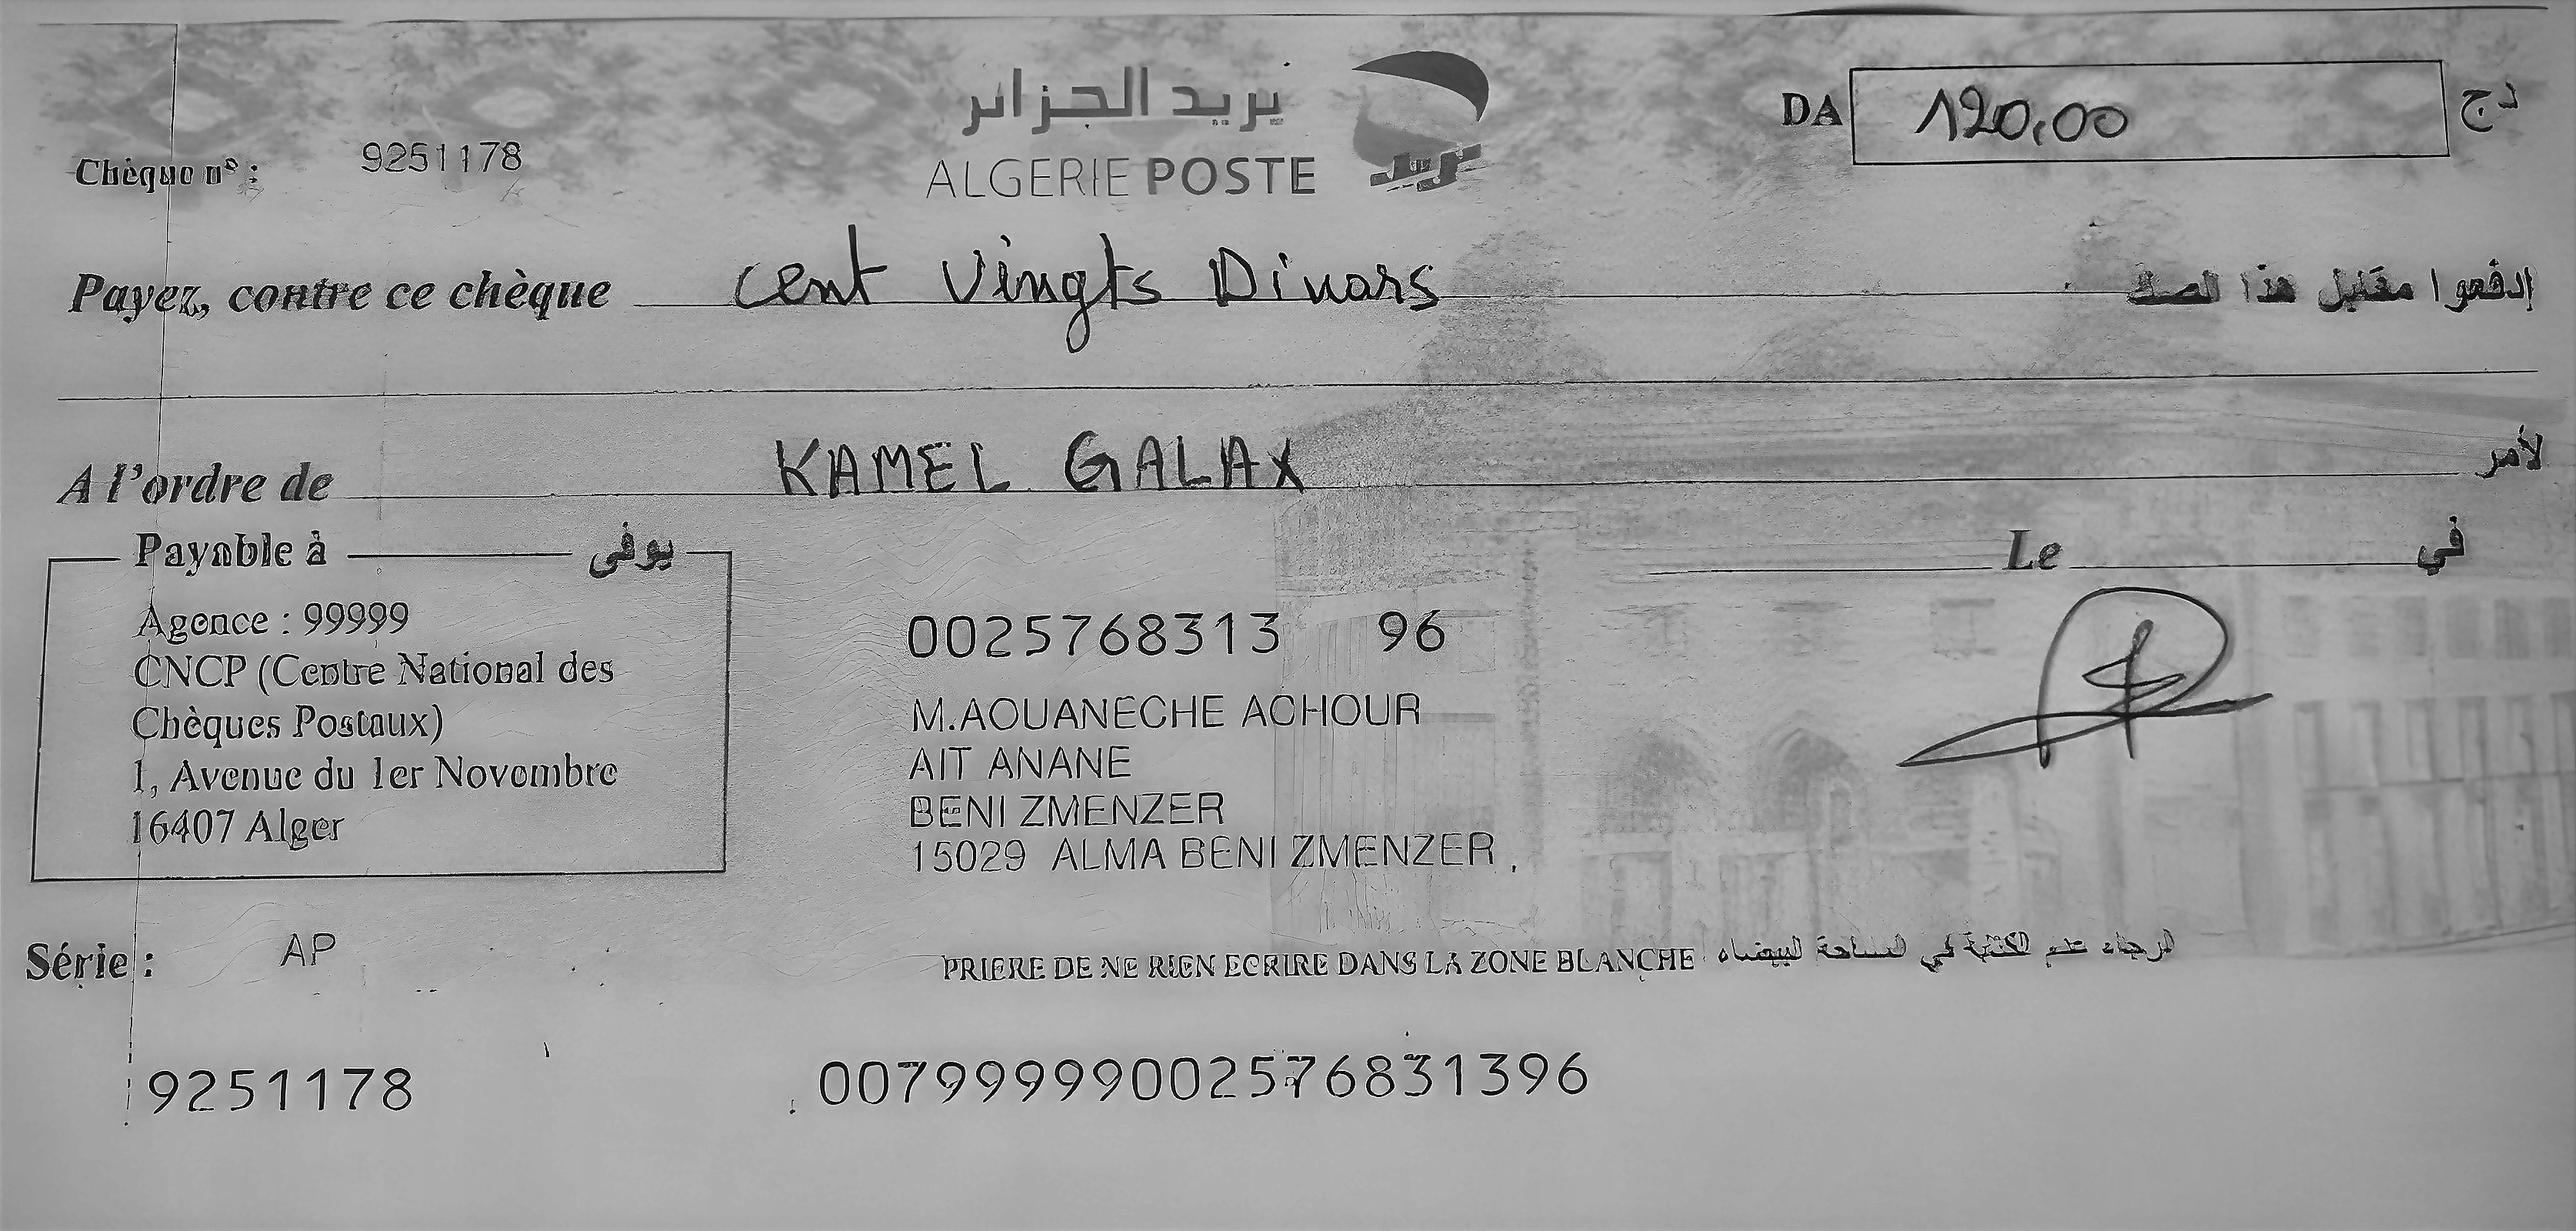 بريد الجزائر
ALGERIE POSTE
بريد
DA 120,00 دج
Chèque n° : 9251178
Payez, contre ce chèque Cent Vingts Dinars إدفعوا مقابل هذا الصك
A l'ordre de KAMEL GALAX لأمر
Payable à يوفى
Le في
Agence : 99999
CNCP (Centre National des
Chèques Postaux)
1, Avenue du 1er Novembre
16407 Alger
0025768313 96
M.AOUANECHE ACHOUR
AIT ANANE
BENI ZMENZER
15029 ALMA BENI ZMENZER
Série : AP
PRIERE DE NE RIEN ECRIRE DANS LA ZONE BLANCHE الرجاء عدم الكتابة في المساحة البيضاء
9251178 00799999002576831396